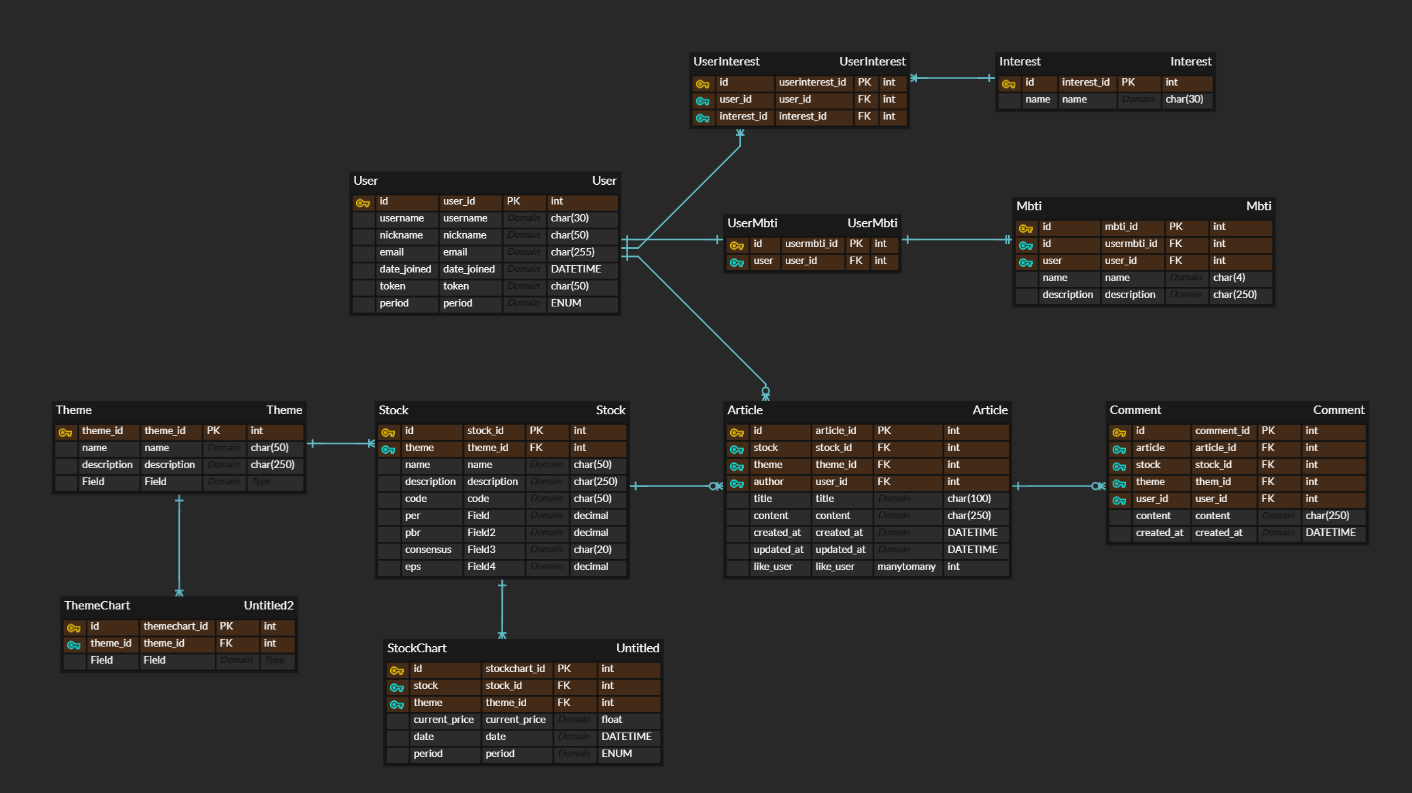 UserInterest UserInterest
id userinterest_id PK int
user_id user_id FK int
interest_id interest_id FK int
Interest Interest
id interest_id PK int
name name Domain char(30)
User User
id user_id PK int
username username Domain char(30)
nickname nickname Domain char(50)
email email Domain char(255)
date_joined date_joined Domain DATETIME
token token Domain char(50)
period period Domain ENUM
UserMbti UserMbti
id usermbti_id PK int
user user_id FK int
Mbti Mbti
id mbti_id PK int
id usermbti_id FK int
user user_id FK int
name name Domain char(4)
description description Domain char(250)
Theme Theme
theme_id theme_id PK int
name name Domain char(50)
description description Domain char(250)
Field Field Domain Type
Stock Stock
id stock_id PK int
theme theme_id FK int
name name Domain char(50)
description description Domain char(250)
code code Domain char(50)
per Field Domain decimal
pbr Field2 Domain decimal
consensus Field3 Domain char(20)
eps Field4 Domain decimal
Article Article
id article_id PK int
stock stock_id FK int
theme theme_id FK int
author user_id FK int
title title Domain char(100)
content content Domain char(250)
created_at created_at Domain DATETIME
updated_at updated_at Domain DATETIME
like_user like_user manytomany int
Comment Comment
id comment_id PK int
article article_id FK int
stock stock_id FK int
theme them_id FK int
user_id user_id FK int
content content Domain char(250)
created_at created_at Domain DATETIME
ThemeChart Untitled2
id themechart_id PK int
theme_id theme_id FK int
Field Field Domain Type
StockChart Untitled
id stockchart_id PK int
stock stock_id FK int
theme theme_id FK int
current_price current_price Domain float
date date Domain DATETIME
period period Domain ENUM